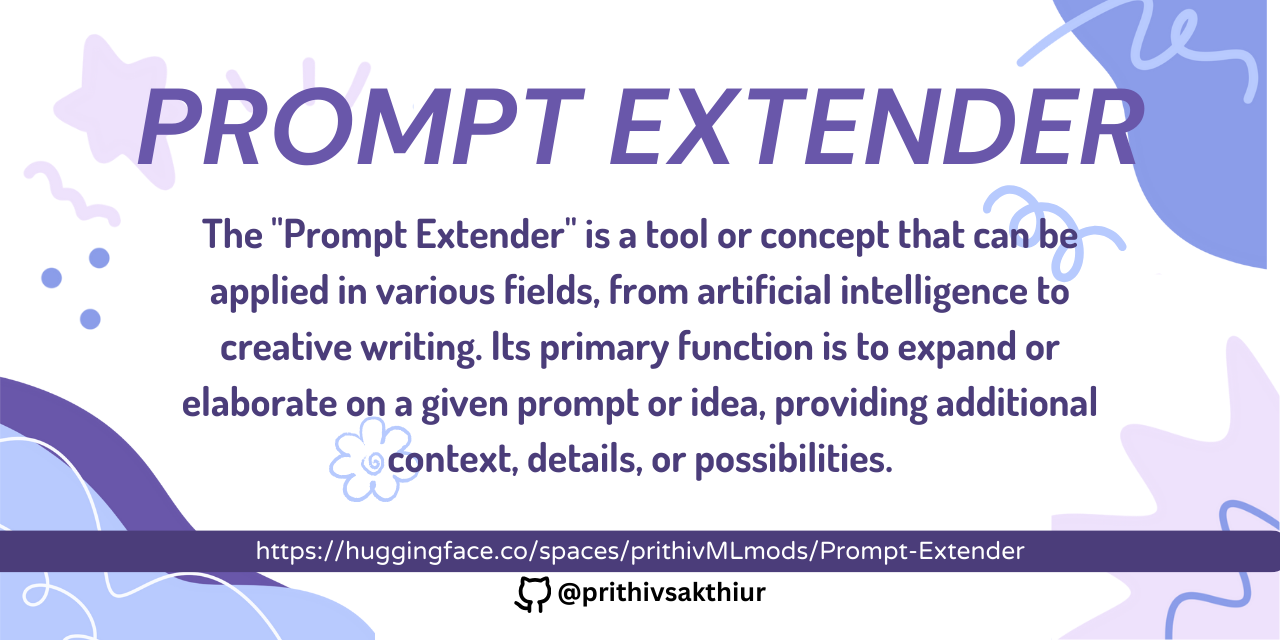 PROMPT EXTENDER
The "Prompt Extender" is a tool or concept that can be
applied in various fields, from artificial intelligence to
creative writing. Its primary function is to expand or
elaborate on a given prompt or idea, providing additional
context, details, or possibilities.
https://huggingface.co/spaces/prithivMLmods/Prompt-Extender
@prithivsakthiur